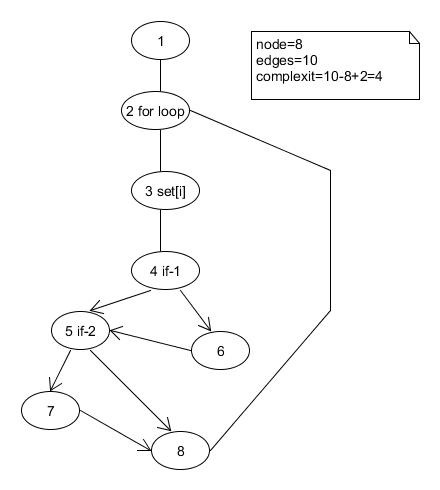 1
node=8
edges=10
complexit=10-8+2=4
2 for loop
3 set[i]
4 if-1
5 if-2
6
7
8